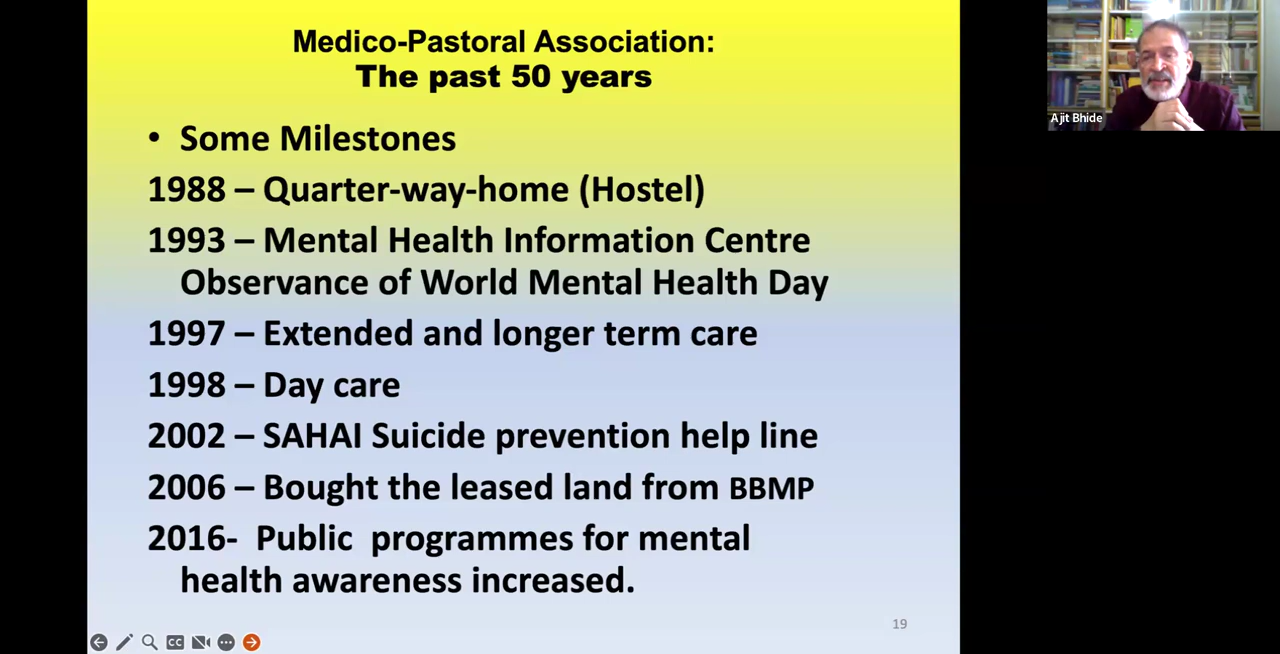 Medico-Pastoral Association:
The past 50 years
• Some Milestones
1988 – Quarter-way-home (Hostel)
1993 – Mental Health Information Centre
Observance of World Mental Health Day
1997 – Extended and longer term care
1998 – Day care
2002 – SAHAI Suicide prevention help line
2006 – Bought the leased land from BBMP
2016- Public programmes for mental
health awareness increased.
19
CC
Ajit Bhide